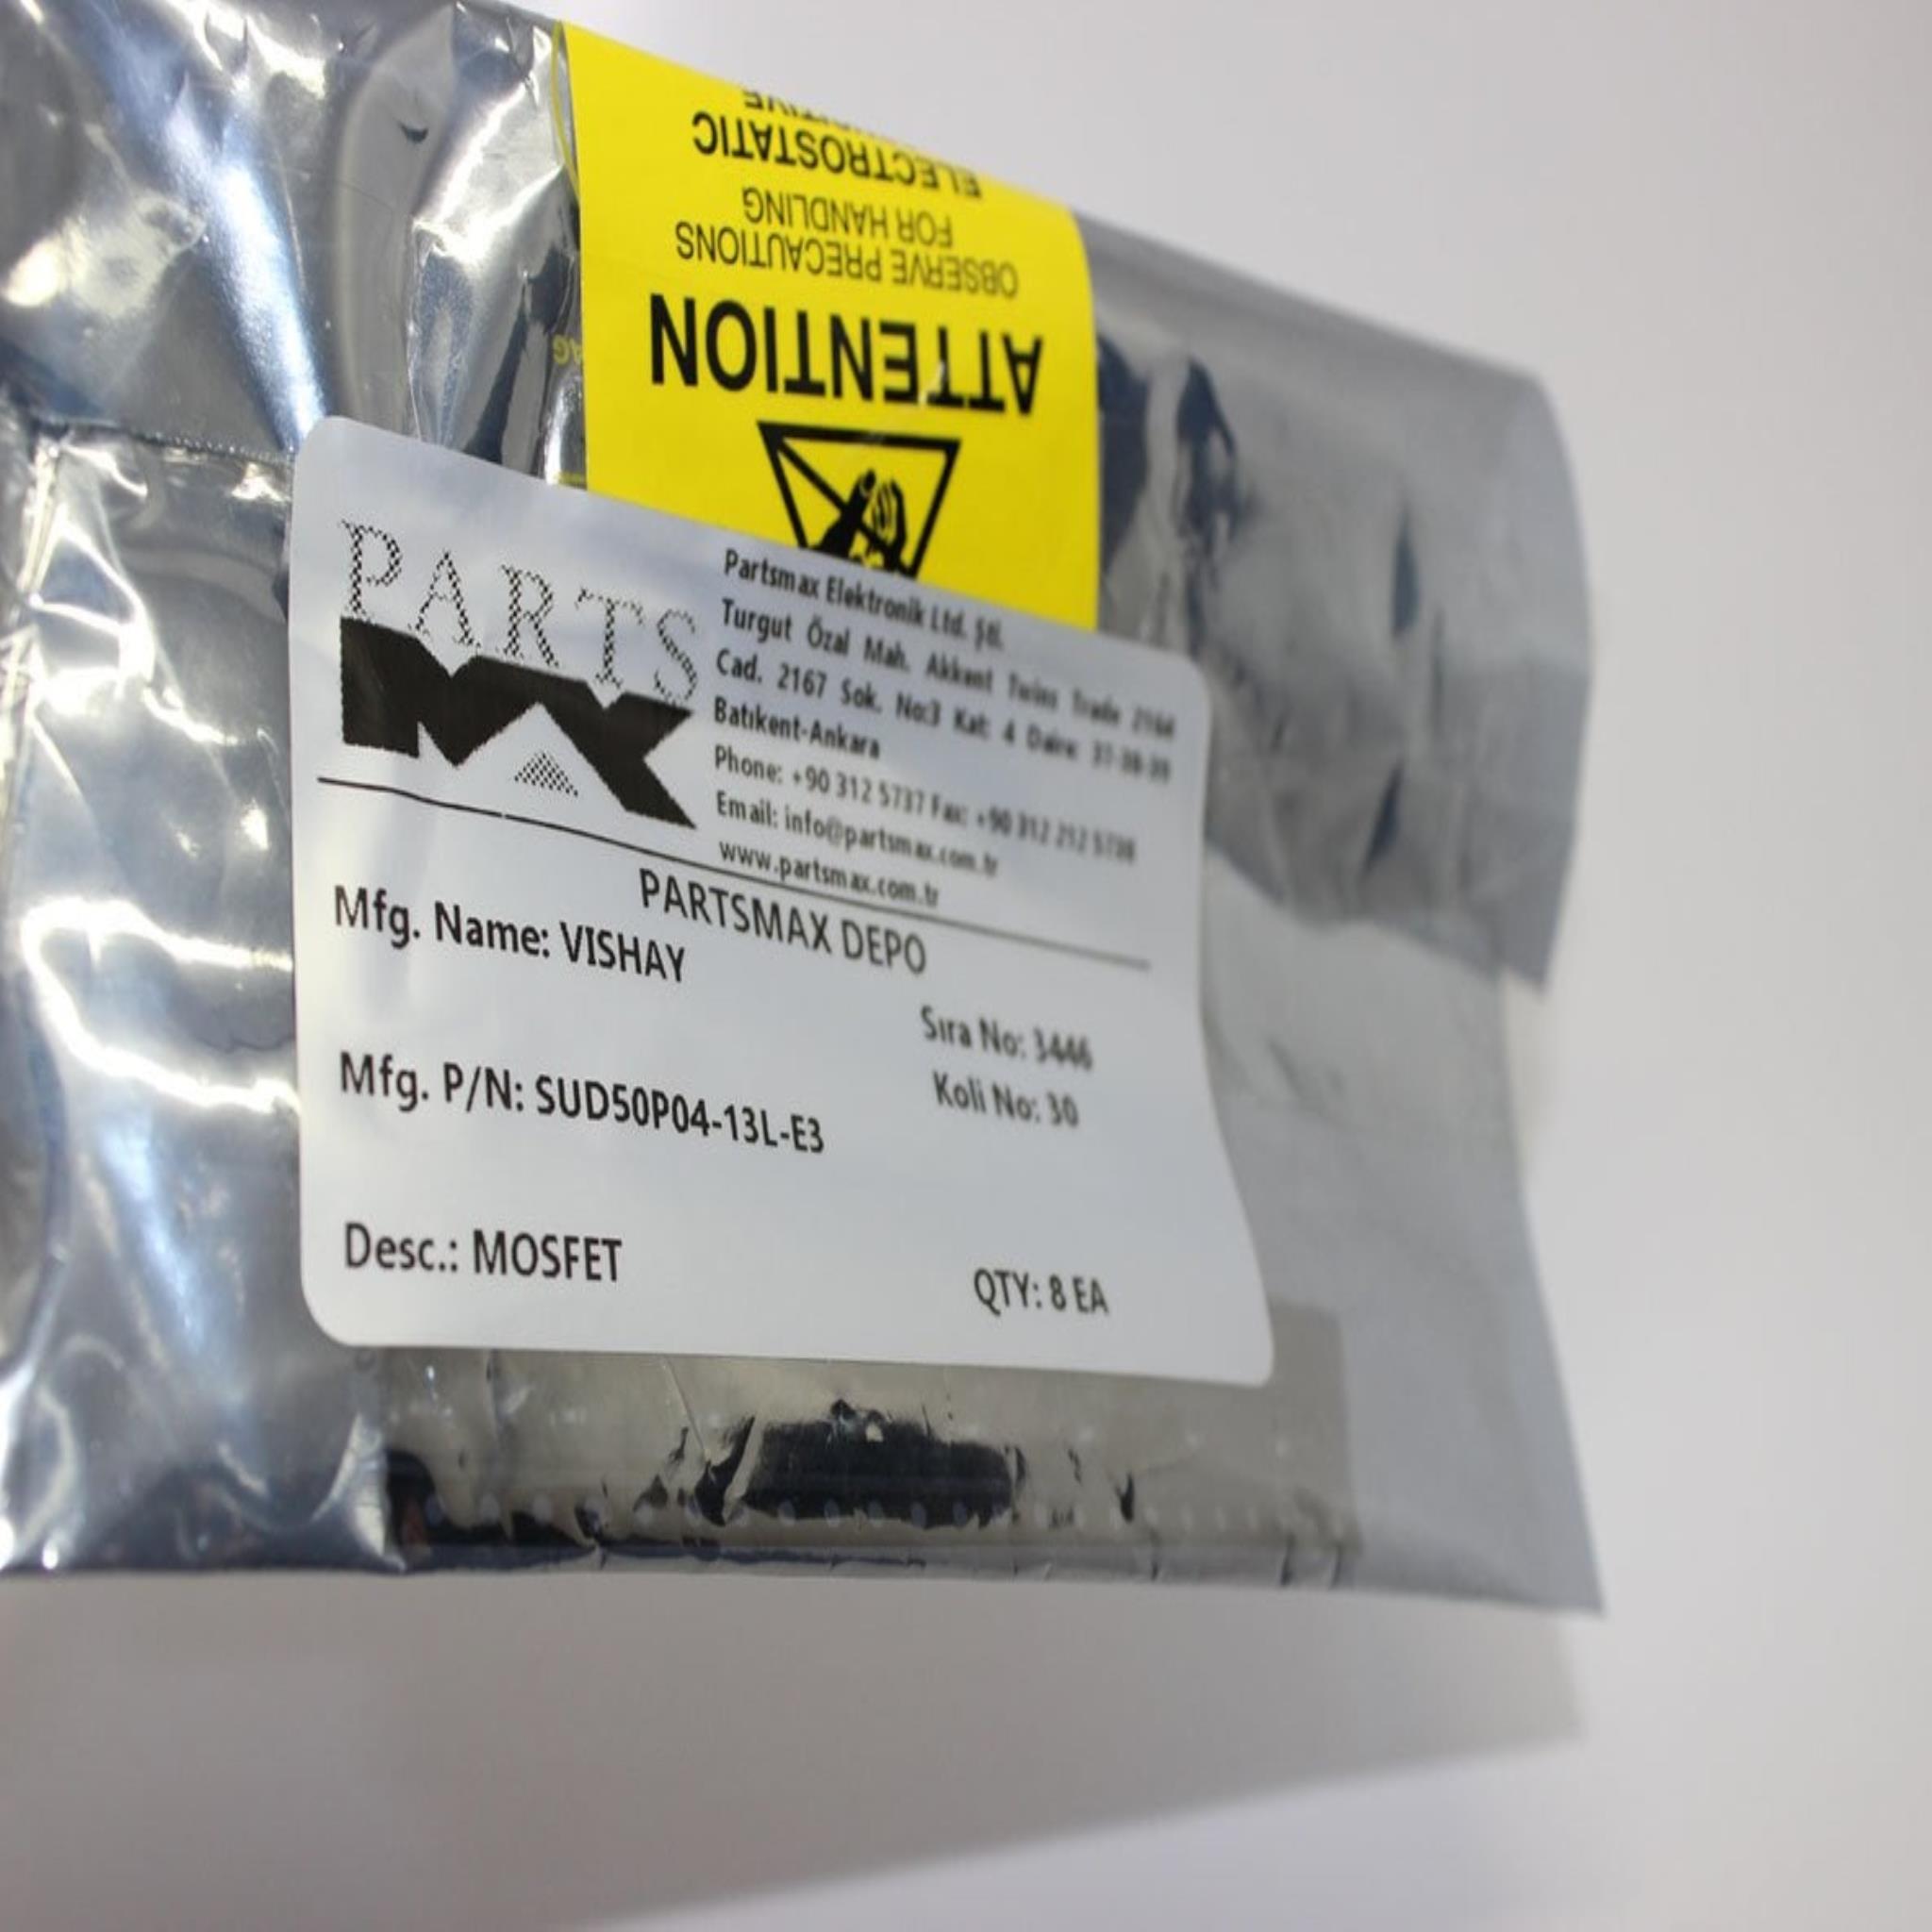 SENSITIVE
ELECTROSTATIC
FOR HANDLING
OBSERVE PRECAUTIONS
ATTENTION
PARTS
MAX
Partsmax Elektronik Ltd. Şti.
Turgut Özal Mah. Akkent Twins Trade 2164
Cad. 2167 Sok. No:3 Kat: 4 Daire: 37-38-39
Batıkent-Ankara
Phone: +90 312 5737 Fax: +90 312 212 5738
Email: info@partsmax.com.tr
www.partsmax.com.tr
PARTSMAX DEPO
Mfg. Name: VISHAY
Sıra No: 3446
Koli No: 30
Mfg. P/N: SUD50P04-13L-E3
Desc.: MOSFET
QTY: 8 EA